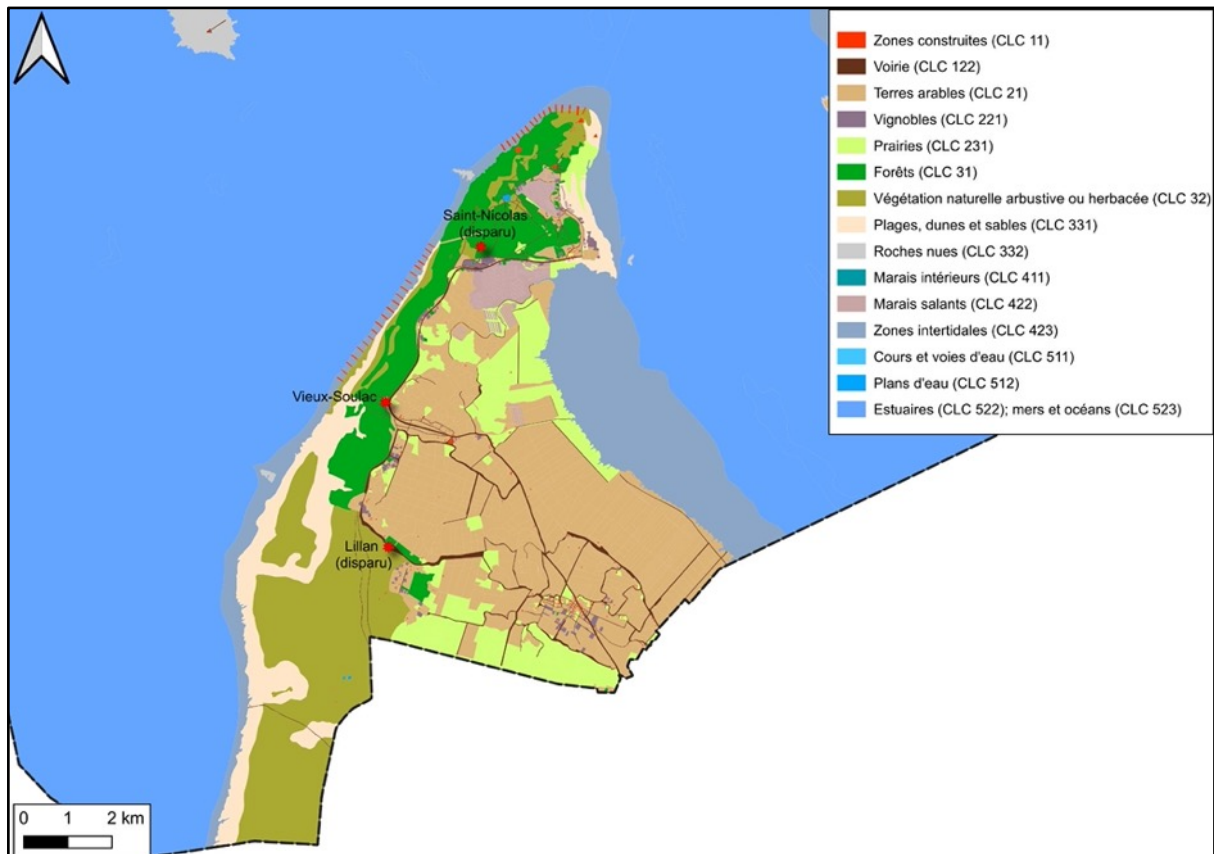 Zones construites (CLC 11)
Voirie (CLC 122)
Terres arables (CLC 21)
Vignobles (CLC 221)
Prairies (CLC 231)
Forêts (CLC 31)
Végétation naturelle arbustive ou herbacée (CLC 32)
Plages, dunes et sables (CLC 331)
Roches nues (CLC 332)
Marais intérieurs (CLC 411)
Marais salants (CLC 422)
Zones intertidales (CLC 423)
Cours et voies d'eau (CLC 511)
Plans d'eau (CLC 512)
Estuaires (CLC 522); mers et océans (CLC 523)
Saint-Nicolas
(disparu)
Vieux-Soulac
Lillan
(disparu)
0 1 2 km